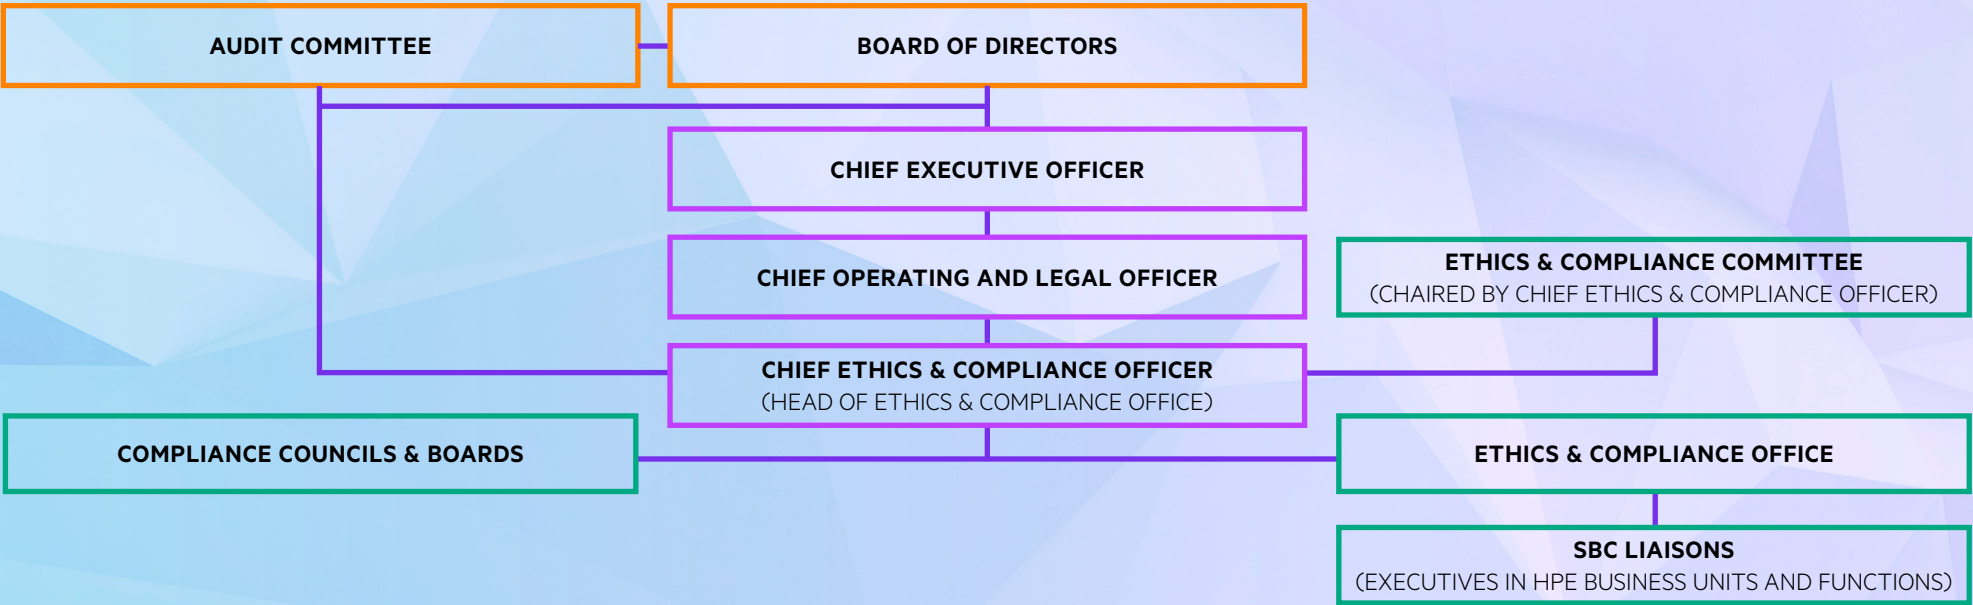 AUDIT COMMITTEE
BOARD OF DIRECTORS
CHIEF EXECUTIVE OFFICER
CHIEF OPERATING AND LEGAL OFFICER
ETHICS & COMPLIANCE COMMITTEE
(CHAIRED BY CHIEF ETHICS & COMPLIANCE OFFICER)
CHIEF ETHICS & COMPLIANCE OFFICER
(HEAD OF ETHICS & COMPLIANCE OFFICE)
COMPLIANCE COUNCILS & BOARDS
ETHICS & COMPLIANCE OFFICE
SBC LIAISONS
(EXECUTIVES IN HPE BUSINESS UNITS AND FUNCTIONS)